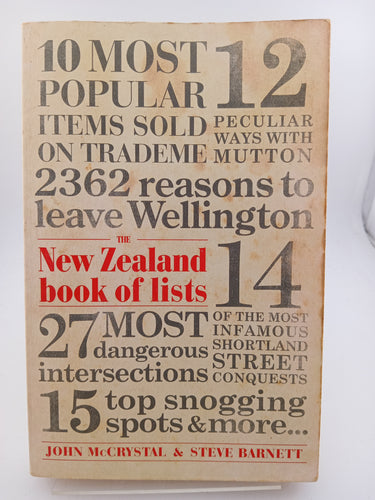 10 MOST
POPULAR
ITEMS SOLD
ON TRADEME
12
PECULIAR
WAYS WITH
MUTTON
2362 reasons to
leave Wellington
THE
New Zealand
book of lists
14
OF THE MOST
INFAMOUS
SHORTLAND
STREET
CONQUESTS
27 MOST
dangerous
intersections
15 top snogging
spots & more...
JOHN McCRYSTAL & STEVE BARNETT